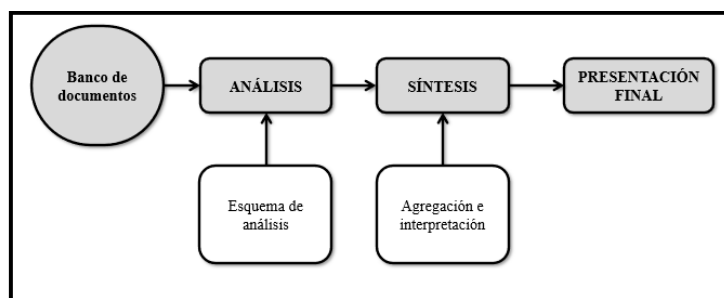 Banco de
documentos
ANÁLISIS
SÍNTESIS
PRESENTACIÓN
FINAL
Esquema de
análisis
Agregación e
interpretación